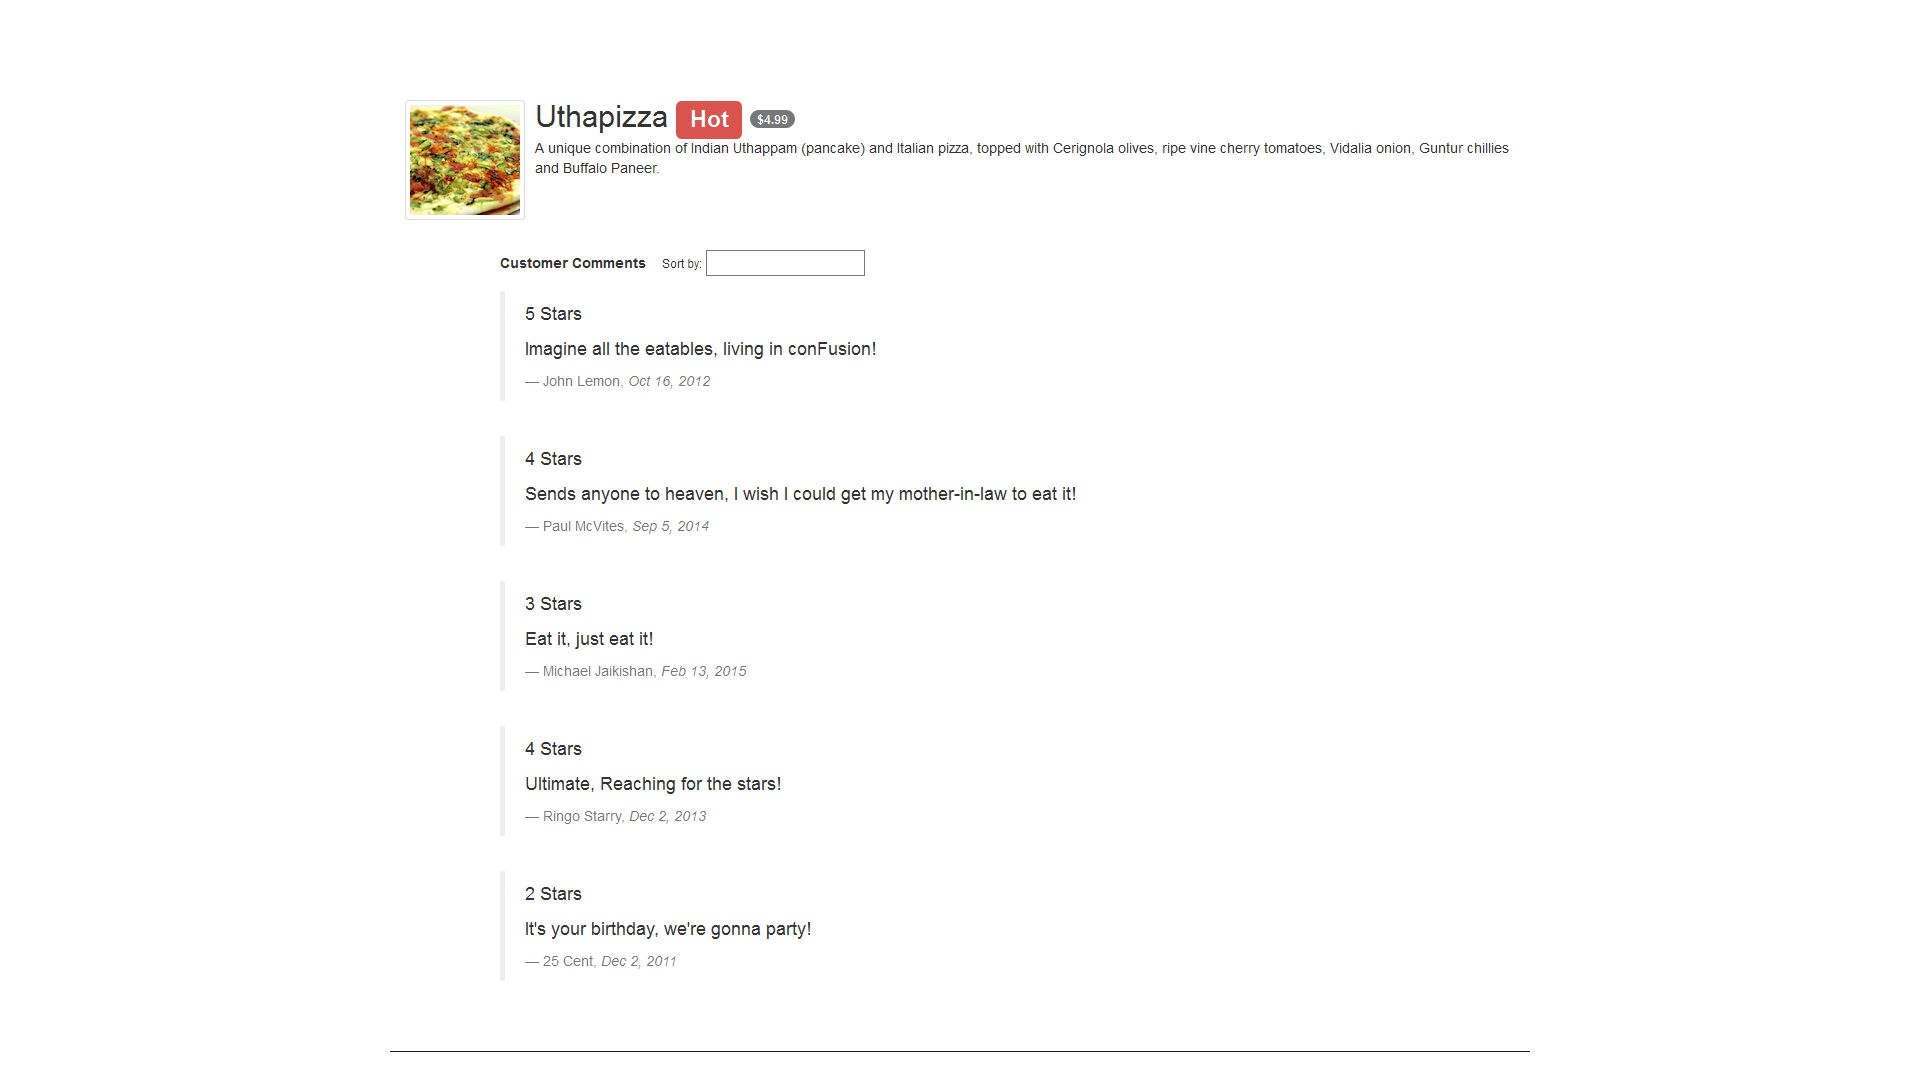 Uthapizza Hot $4.99
A unique combination of Indian Uthappam (pancake) and Italian pizza, topped with Cerignola olives, ripe vine cherry tomatoes, Vidalia onion, Guntur chillies
and Buffalo Paneer.
Customer Comments Sort by:
5 Stars
Imagine all the eatables, living in conFusion!
— John Lemon, Oct 16, 2012
4 Stars
Sends anyone to heaven, I wish I could get my mother-in-law to eat it!
— Paul McVites, Sep 5, 2014
3 Stars
Eat it, just eat it!
— Michael Jaikishan, Feb 13, 2015
4 Stars
Ultimate, Reaching for the stars!
— Ringo Starry, Dec 2, 2013
2 Stars
It's your birthday, we're gonna party!
— 25 Cent, Dec 2, 2011